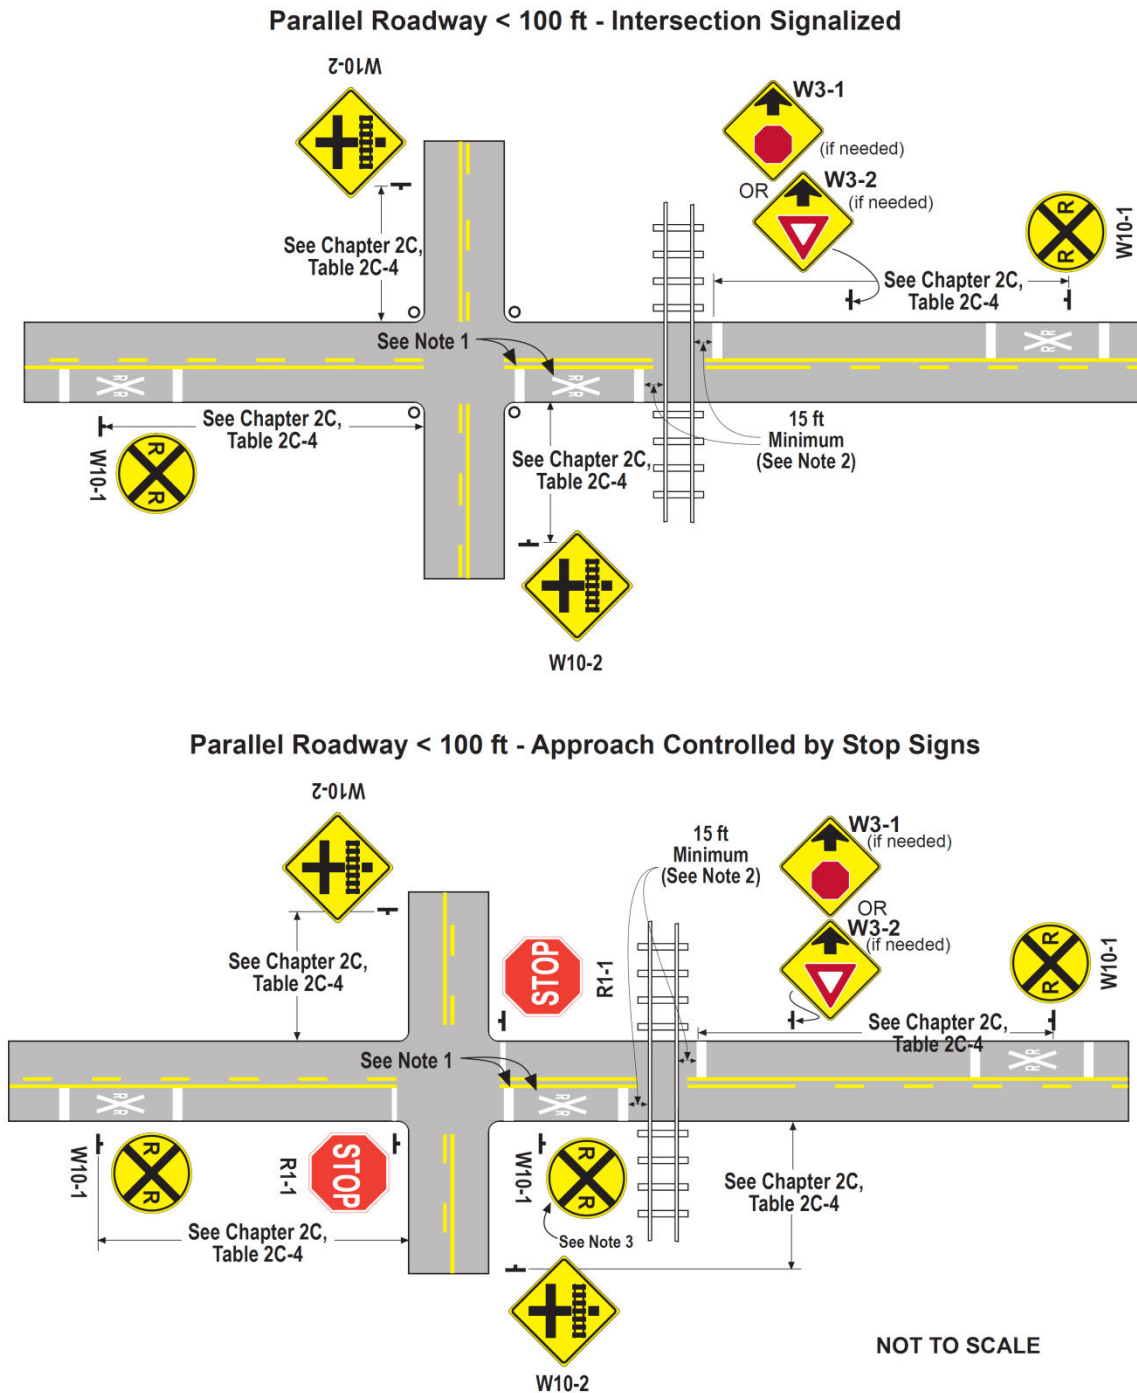 Parallel Roadway < 100 ft - Intersection Signalized
W10-2
W3-1
(if needed)
OR
W3-2
(if needed)
R
R
W10-1
See Chapter 2C,
Table 2C-4
See Chapter 2C,
Table 2C-4
See Note 1
R
R
R
R
R
R
See Chapter 2C,
Table 2C-4
15 ft
Minimum
(See Note 2)
See Chapter 2C,
Table 2C-4
W10-1
R
R
W10-2
Parallel Roadway < 100 ft - Approach Controlled by Stop Signs
W10-2
15 ft
Minimum
(See Note 2)
W3-1
(if needed)
OR
W3-2
(if needed)
R
R
W10-1
STOP
R1-1
See Chapter 2C,
Table 2C-4
See Chapter 2C,
Table 2C-4
See Note 1
R
R
R
R
R
R
W10-1
R
R
R1-1
STOP
W10-1
R
R
See Chapter 2C,
Table 2C-4
See Chapter 2C,
Table 2C-4
See Note 3
NOT TO SCALE
W10-2